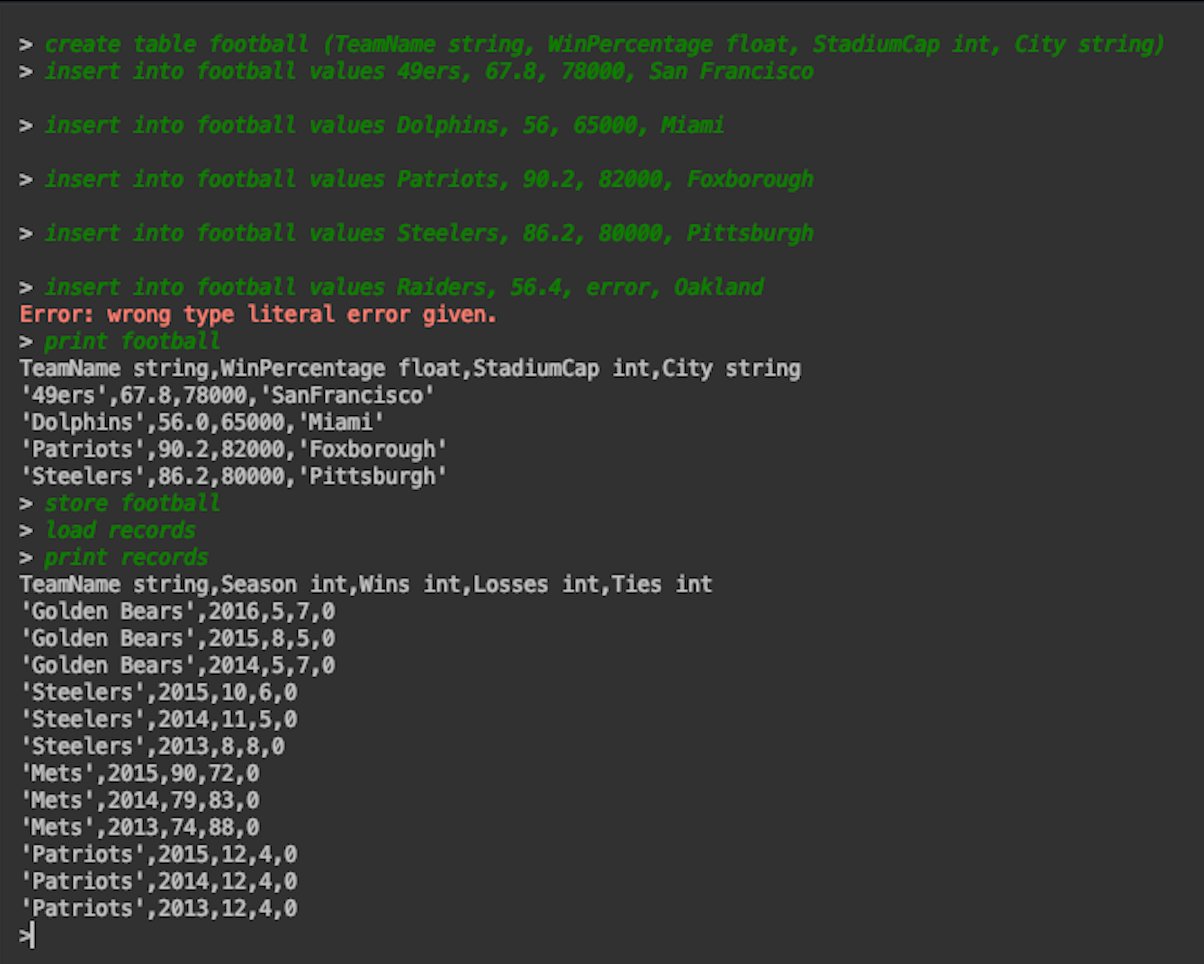 > create table football (TeamName string, WinPercentage float, StadiumCap int, City string)
> insert into football values 49ers, 67.8, 78000, San Francisco
> insert into football values Dolphins, 56, 65000, Miami
> insert into football values Patriots, 90.2, 82000, Foxborough
> insert into football values Steelers, 86.2, 80000, Pittsburgh
> insert into football values Raiders, 56.4, error, Oakland
Error: wrong type literal error given.
> print football
TeamName string,WinPercentage float,StadiumCap int,City string
'49ers',67.8,78000,'SanFrancisco'
'Dolphins',56.0,65000,'Miami'
'Patriots',90.2,82000,'Foxborough'
'Steelers',86.2,80000,'Pittsburgh'
> store football
> load records
> print records
TeamName string,Season int,Wins int,Losses int,Ties int
'Golden Bears',2016,5,7,0
'Golden Bears',2015,8,5,0
'Golden Bears',2014,5,7,0
'Steelers',2015,10,6,0
'Steelers',2014,11,5,0
'Steelers',2013,8,8,0
'Mets',2015,90,72,0
'Mets',2014,79,83,0
'Mets',2013,74,88,0
'Patriots',2015,12,4,0
'Patriots',2014,12,4,0
'Patriots',2013,12,4,0
>